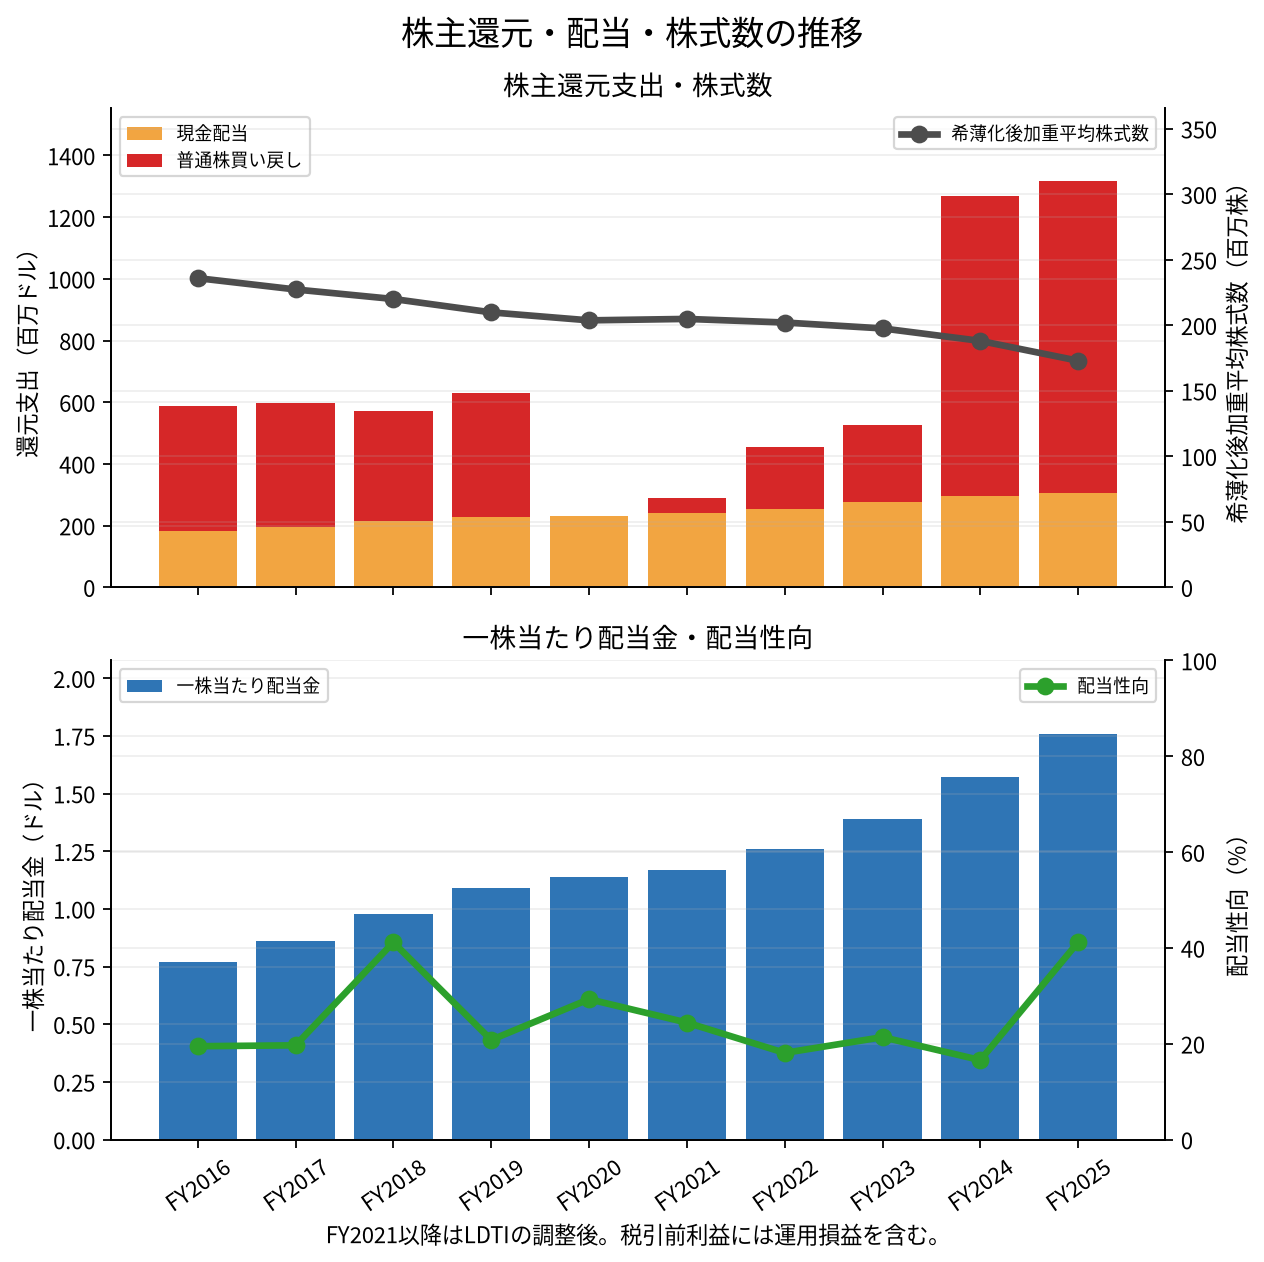 株主還元・配当・株式数の推移
株主還元支出・株式数
現金配当
普通株買い戻し
希薄化後加重平均株式数
還元支出（百万ドル）
1400
1200
1000
800
600
400
200
0
350
300
250
200
150
100
50
0
希薄化後加重平均株式数（百万株）
一株当たり配当金・配当性向
一株当たり配当金
配当性向
一株当たり配当金（ドル）
2.00
1.75
1.50
1.25
1.00
0.75
0.50
0.25
0.00
100
80
60
40
20
0
配当性向（%）
FY2016
FY2017
FY2018
FY2019
FY2020
FY2021
FY2022
FY2023
FY2024
FY2025
FY2021以降はLDTIの調整後。税引前利益には運用損益を含む。